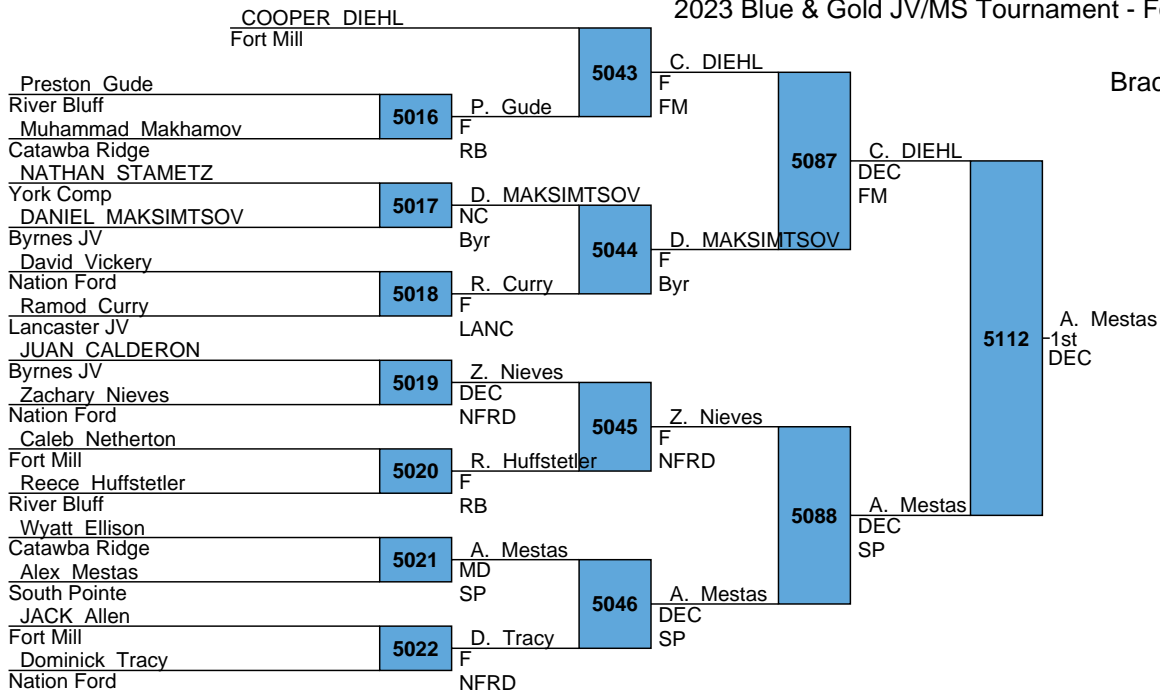 2023 Blue & Gold JV/MS Tournament - F
COOPER DIEHL
Fort Mill
Brac
5043
C. DIEHL
F
FM
Preston Gude
River Bluff
5016
P. Gude
F
RB
Muhammad Makhamov
Catawba Ridge
5087
C. DIEHL
DEC
FM
NATHAN STAMETZ
York Comp
5017
D. MAKSIMTSOV
NC
Byr
DANIEL MAKSIMTSOV
Byrnes JV
5044
D. MAKSIMTSOV
F
Byr
David Vickery
Nation Ford
5018
R. Curry
F
LANC
Ramod Curry
Lancaster JV
5112
A. Mestas
1st
DEC
JUAN CALDERON
Byrnes JV
5019
Z. Nieves
DEC
NFRD
Zachary Nieves
Nation Ford
5045
Z. Nieves
F
NFRD
Caleb Netherton
Fort Mill
5020
R. Huffstetler
F
RB
Reece Huffstetler
River Bluff
5088
A. Mestas
DEC
SP
Wyatt Ellison
Catawba Ridge
5021
A. Mestas
MD
SP
Alex Mestas
South Pointe
5046
A. Mestas
DEC
SP
JACK Allen
Fort Mill
5022
D. Tracy
F
NFRD
Dominick Tracy
Nation Ford